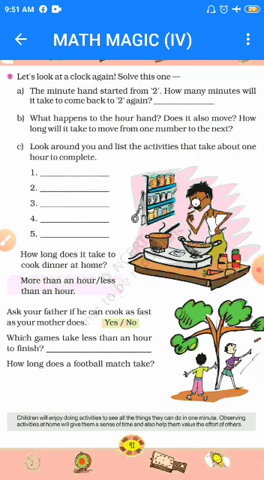 9:51 AM
29
MATH MAGIC (IV)
Let's look at a clock again! Solve this one —
a) The minute hand started from '2'. How many minutes will
it take to come back to '2' again?
b) What happens to the hour hand? Does it also move? How
long will it take to move from one number to the next?
c) Look around you and list the activities that take about one
hour to complete.
1.
2.
3.
4.
5.
How long does it take to
cook dinner at home?
More than an hour/less
than an hour.
Ask your father if he can cook as fast
as your mother does. Yes / No
Which games take less than an hour
to finish?
How long does a football match take?
Children will enjoy doing activities to see all the things they can do in one minute. Observing
activities at home will give them a sense of time and also help them value the effort of others.